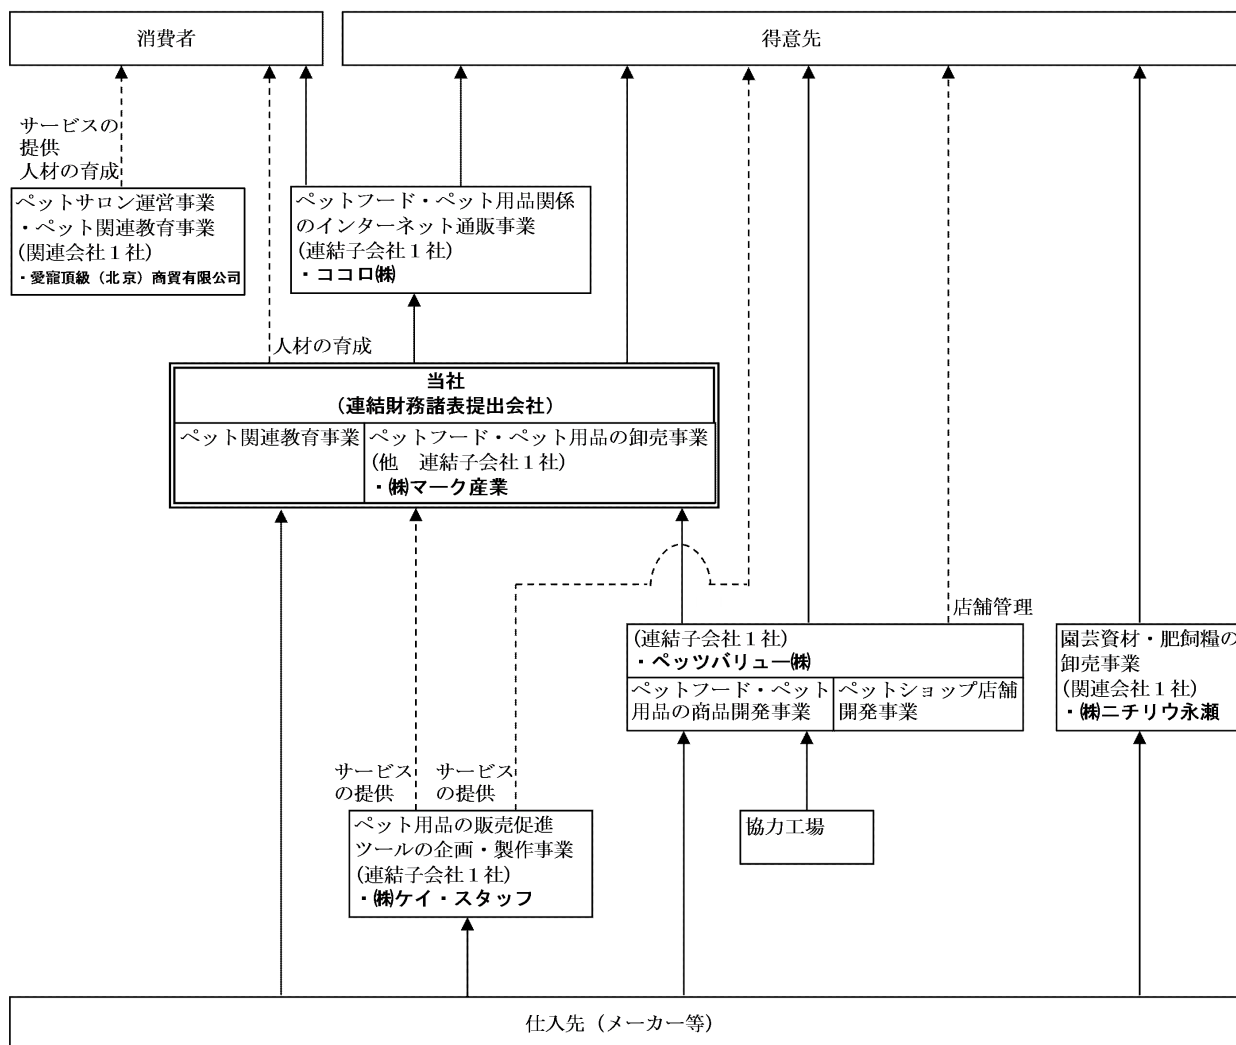 消費者
得意先
サービスの
提供
人材の育成
ペットサロン運営事業
・ペット関連教育事業
(関連会社１社)
・愛寵頂級（北京）商貿有限公司
ペットフード・ペット用品関係
のインターネット通販事業
(連結子会社１社)
・ココロ㈱
人材の育成
当社
（連結財務諸表提出会社）
ペット関連教育事業
ペットフード・ペット用品の卸売事業
(他　連結子会社１社)
・㈱マーク産業
店舗管理
(連結子会社１社)
・ペッツバリュー㈱
ペットフード・ペット
用品の商品開発事業
ペットショップ店舗
開発事業
園芸資材・肥飼糧の
卸売事業
(関連会社１社)
・㈱ニチリウ永瀬
サービス
の提供
サービス
の提供
ペット用品の販売促進
ツールの企画・製作事業
(連結子会社１社)
・㈱ケイ・スタッフ
協力工場
仕入先（メーカー等）